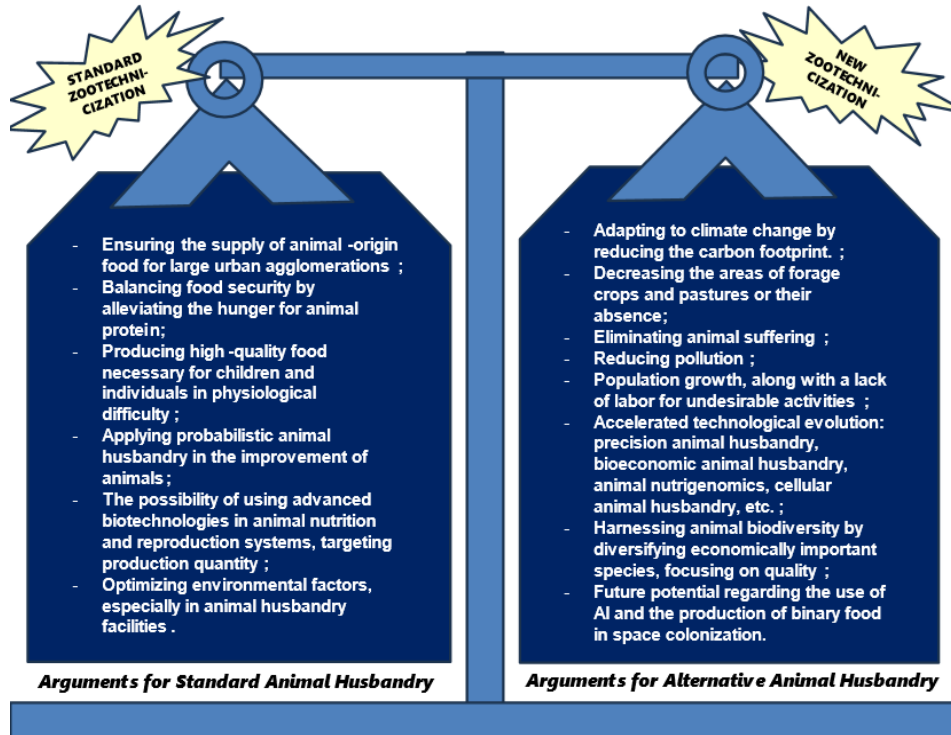 STANDARD
ZOOTECHNI-
CIZATION
NEW
ZOOTECHNI-
CIZATION
- Ensuring the supply of animal -origin
food for large urban agglomerations ;
- Balancing food security by
alleviating the hunger for animal
protein;
- Producing high -quality food
necessary for children and
individuals in physiological
difficulty ;
- Applying probabilistic animal
husbandry in the improvement of
animals;
- The possibility of using advanced
biotechnologies in animal nutrition
and reproduction systems, targeting
production quantity ;
- Optimizing environmental factors,
especially in animal husbandry
facilities .
Arguments for Standard Animal Husbandry
- Adapting to climate change by
reducing the carbon footprint. ;
- Decreasing the areas of forage
crops and pastures or their
absence;
- Eliminating animal suffering ;
- Reducing pollution ;
- Population growth, along with a lack
of labor for undesirable activities ;
- Accelerated technological evolution:
precision animal husbandry,
bioeconomic animal husbandry,
animal nutrigenomics, cellular
animal husbandry, etc. ;
- Harnessing animal biodiversity by
diversifying economically important
species, focusing on quality ;
- Future potential regarding the use of
AI and the production of binary food
in space colonization.
Arguments for Alternative Animal Husbandry